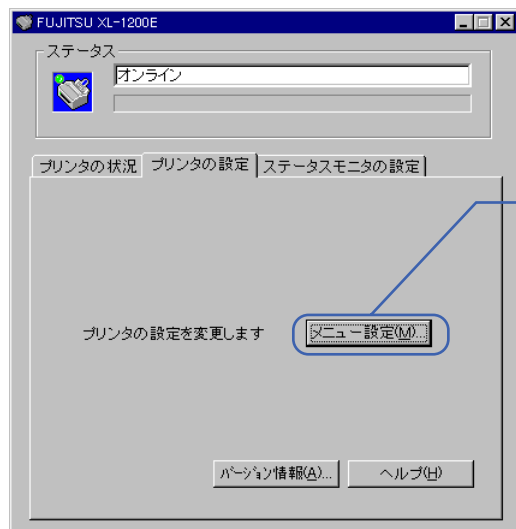 FUJITSU XL-1200E
ステータス
オンライン
プリンタの状況 プリンタの設定 ステータスモニタの設定
プリンタの設定を変更します メニュー設定(M)...
バージョン情報(A)... ヘルプ(H)